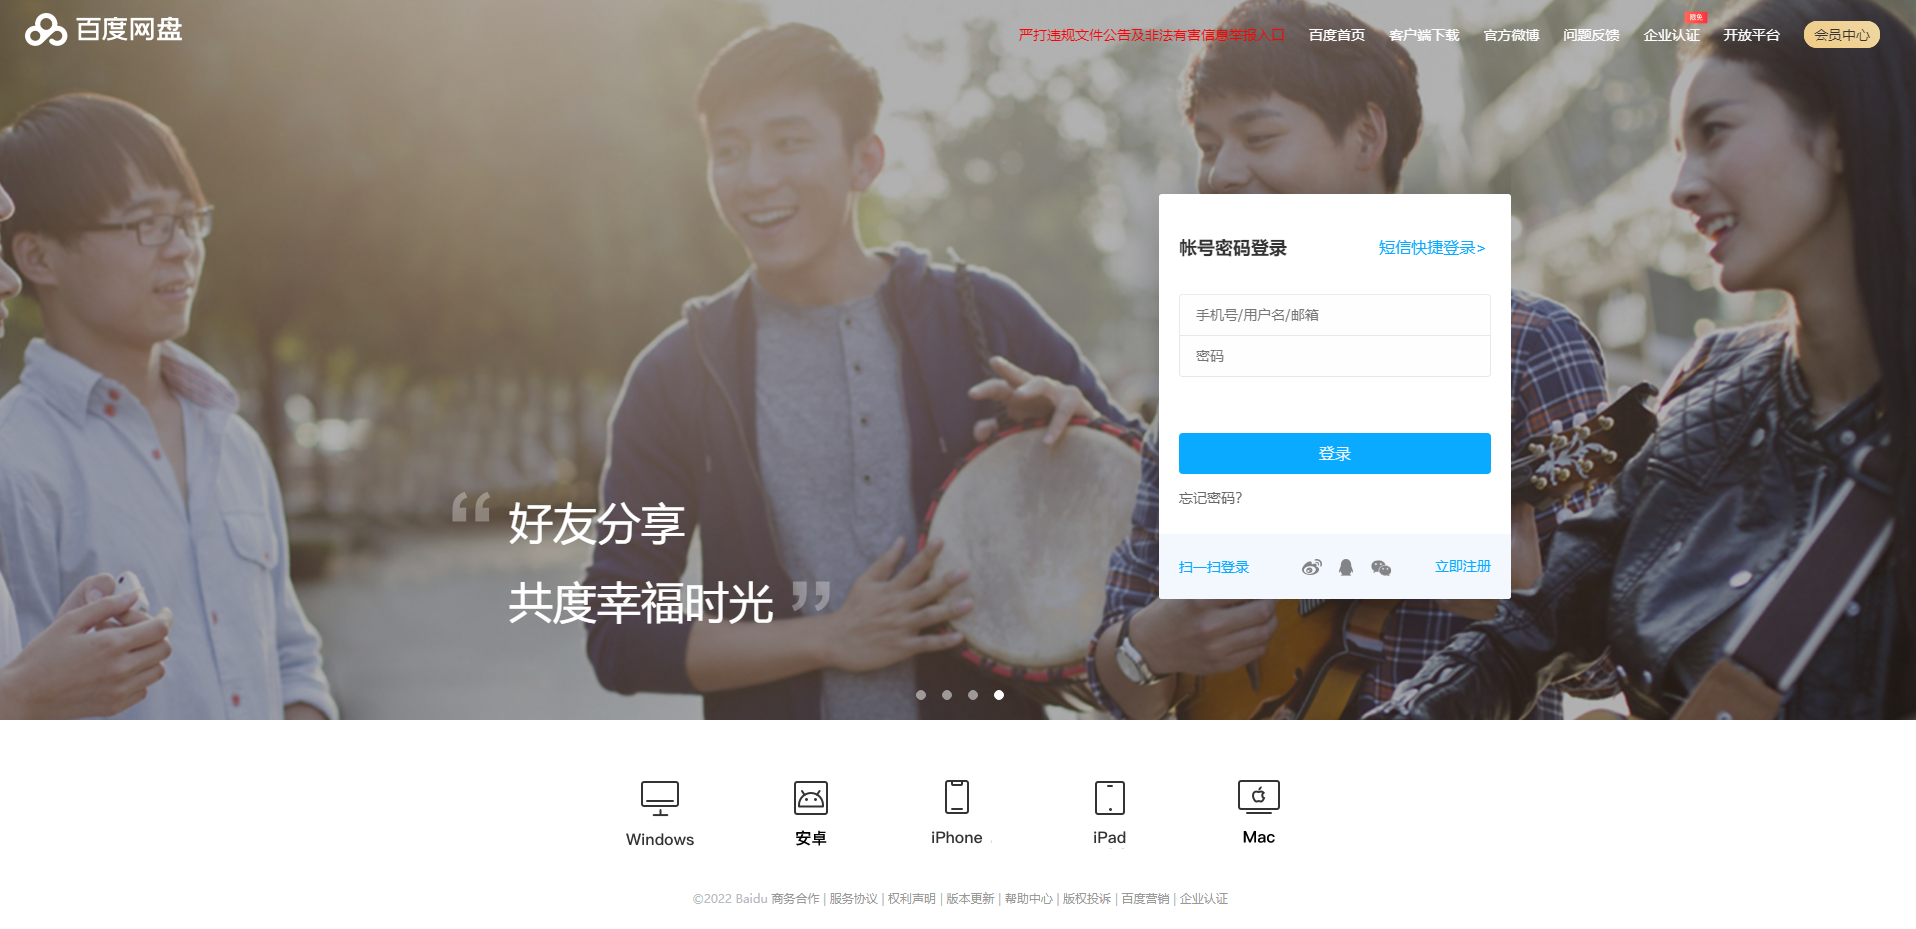 百度网盘
严打违规文件公告及非法有害信息举报入口 百度首页 客户端下载 官方微博 问题反馈 企业认证 限免 开放平台 会员中心
帐号密码登录 短信快捷登录>
手机号/用户名/邮箱
密码
登录
忘记密码?
扫一扫登录 立即注册
“ 好友分享
共度幸福时光 ”
Windows 安卓 iPhone iPad Mac
©2022 Baidu 商务合作 | 服务协议 | 权利声明 | 版本更新 | 帮助中心 | 版权投诉 | 百度营销 | 企业认证